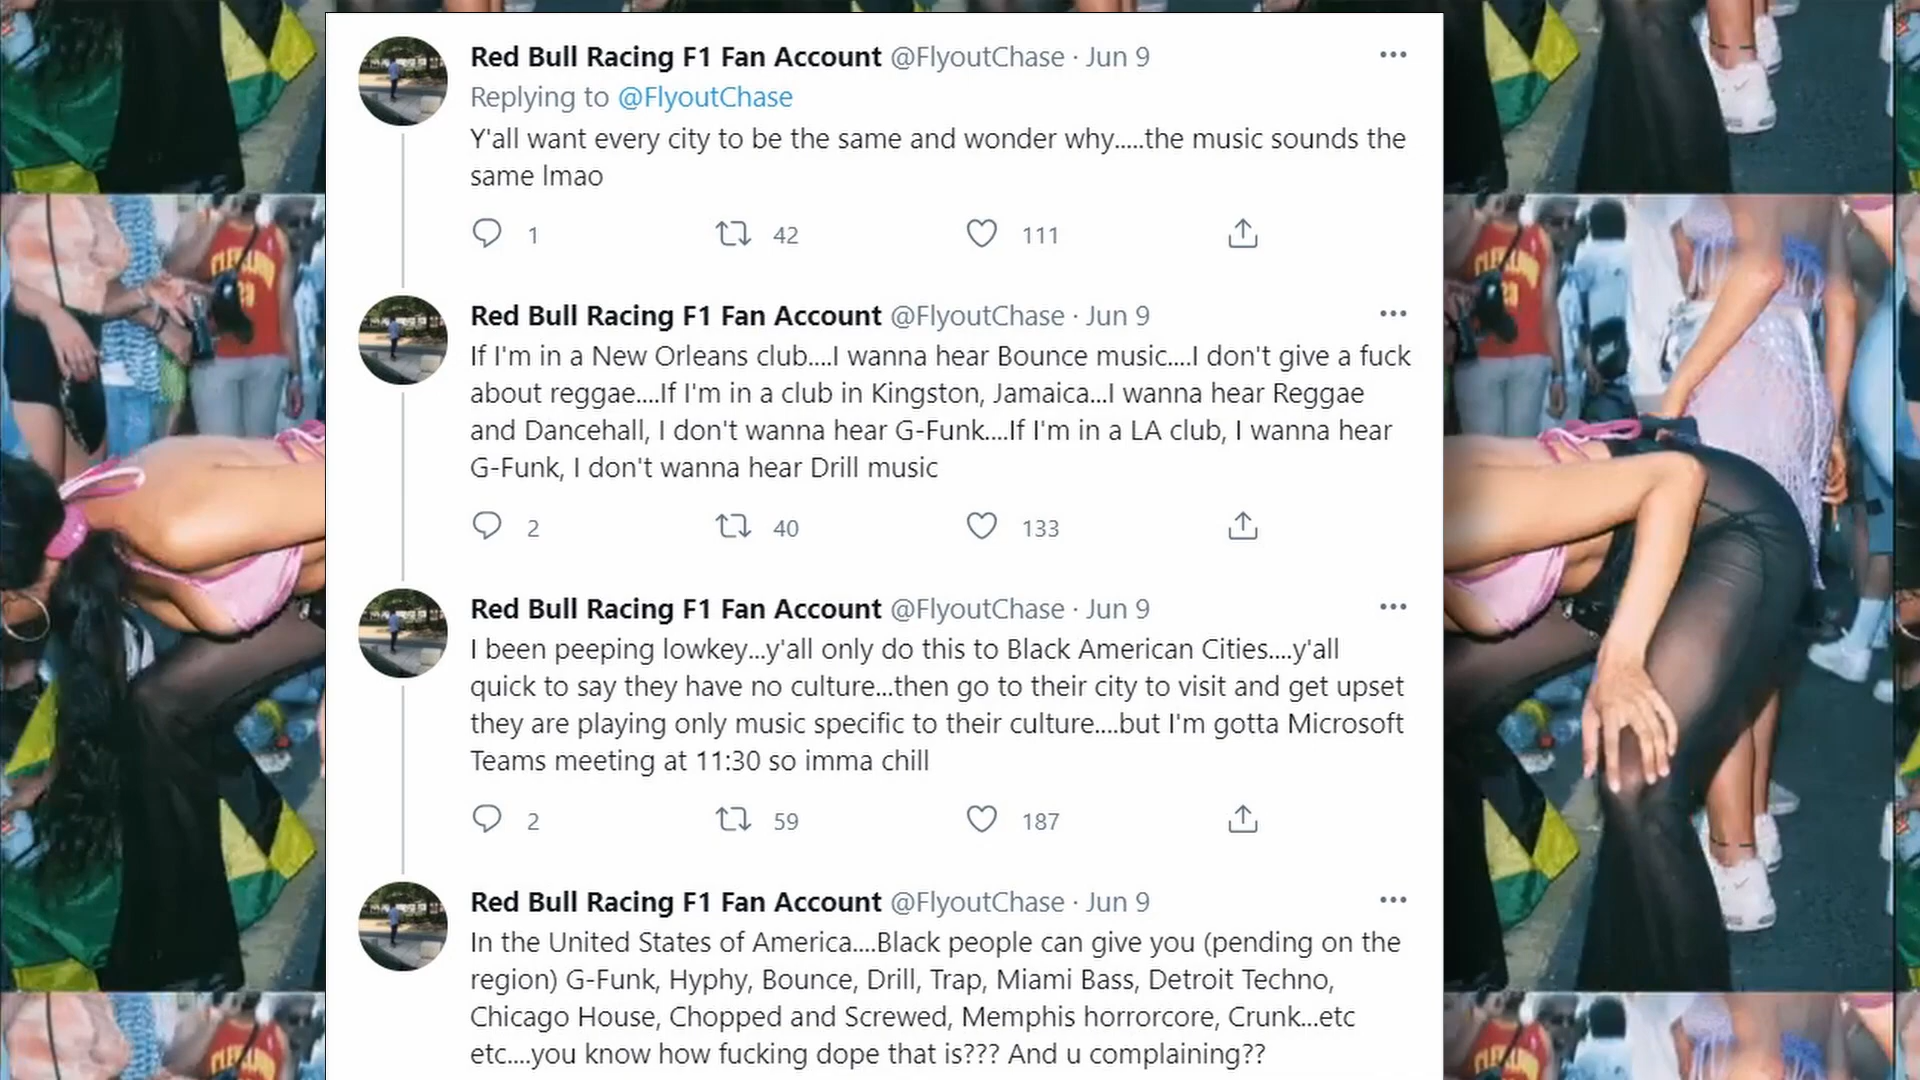 Red Bull Racing F1 Fan Account @FlyoutChase · Jun 9
Replying to @FlyoutChase
Y'all want every city to be the same and wonder why.....the music sounds the
same lmao
1 42 111
Red Bull Racing F1 Fan Account @FlyoutChase · Jun 9
If I'm in a New Orleans club....I wanna hear Bounce music....I don't give a fuck
about reggae....If I'm in a club in Kingston, Jamaica...I wanna hear Reggae
and Dancehall, I don't wanna hear G-Funk....If I'm in a LA club, I wanna hear
G-Funk, I don't wanna hear Drill music
2 40 133
Red Bull Racing F1 Fan Account @FlyoutChase · Jun 9
I been peeping lowkey...y'all only do this to Black American Cities....y'all
quick to say they have no culture...then go to their city to visit and get upset
they are playing only music specific to their culture....but I'm gotta Microsoft
Teams meeting at 11:30 so imma chill
2 59 187
Red Bull Racing F1 Fan Account @FlyoutChase · Jun 9
In the United States of America....Black people can give you (pending on the
region) G-Funk, Hyphy, Bounce, Drill, Trap, Miami Bass, Detroit Techno,
Chicago House, Chopped and Screwed, Memphis horrorcore, Crunk...etc
etc....you know how fucking dope that is??? And u complaining??